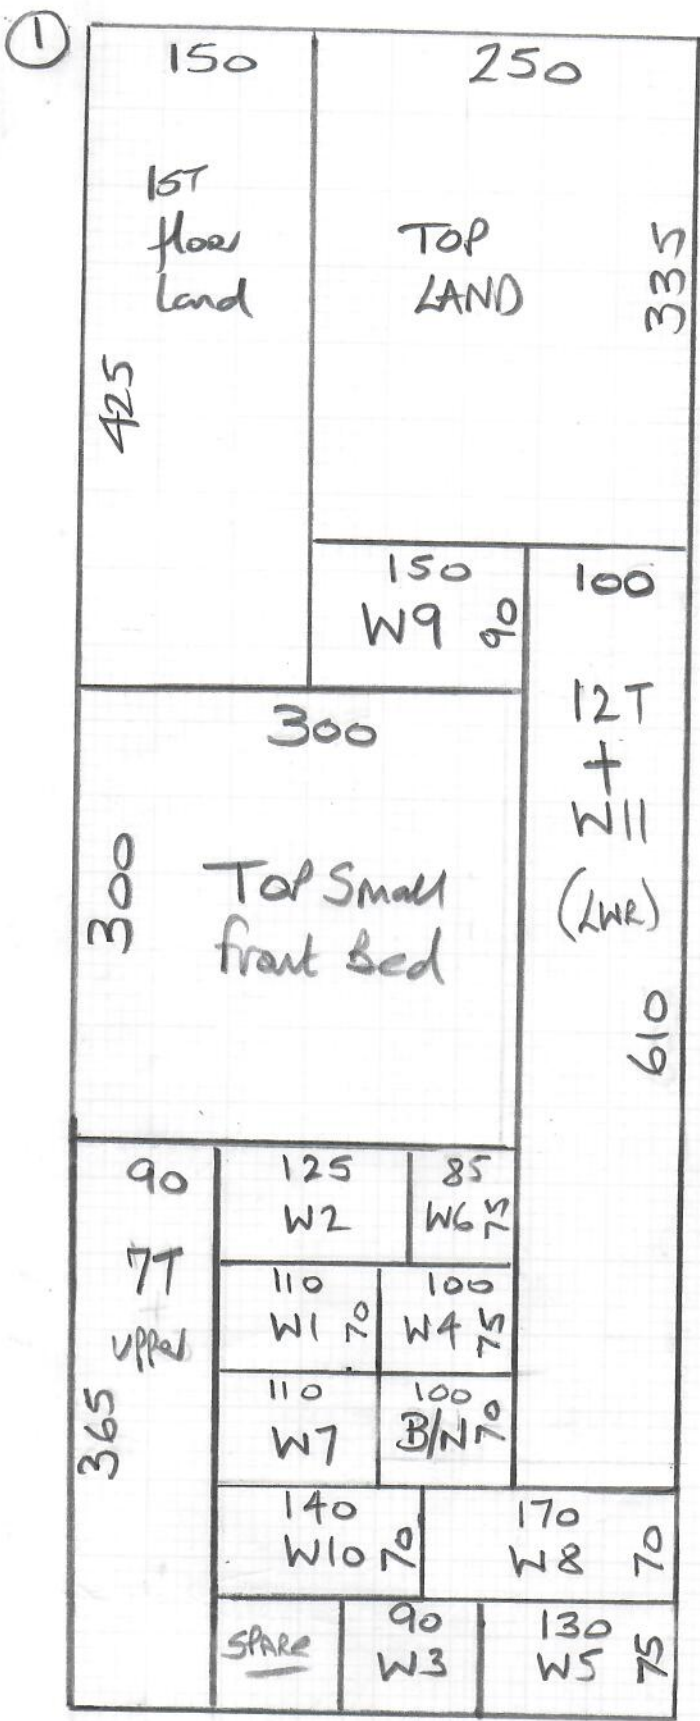 1
150
1ST
floor
Land
425
250
TOP
LAND
335
150
W9 90
100
12T
+
W11
(LWR)
610
300
300
Top Small
front Bed
90
7T
upper
365
125
W2
85
W6 75
110
W1 70
100
W4 75
110
W7
100
B/N 70
140
W10 70
170
W8 70
SPARE
90
W3
130
W5 75